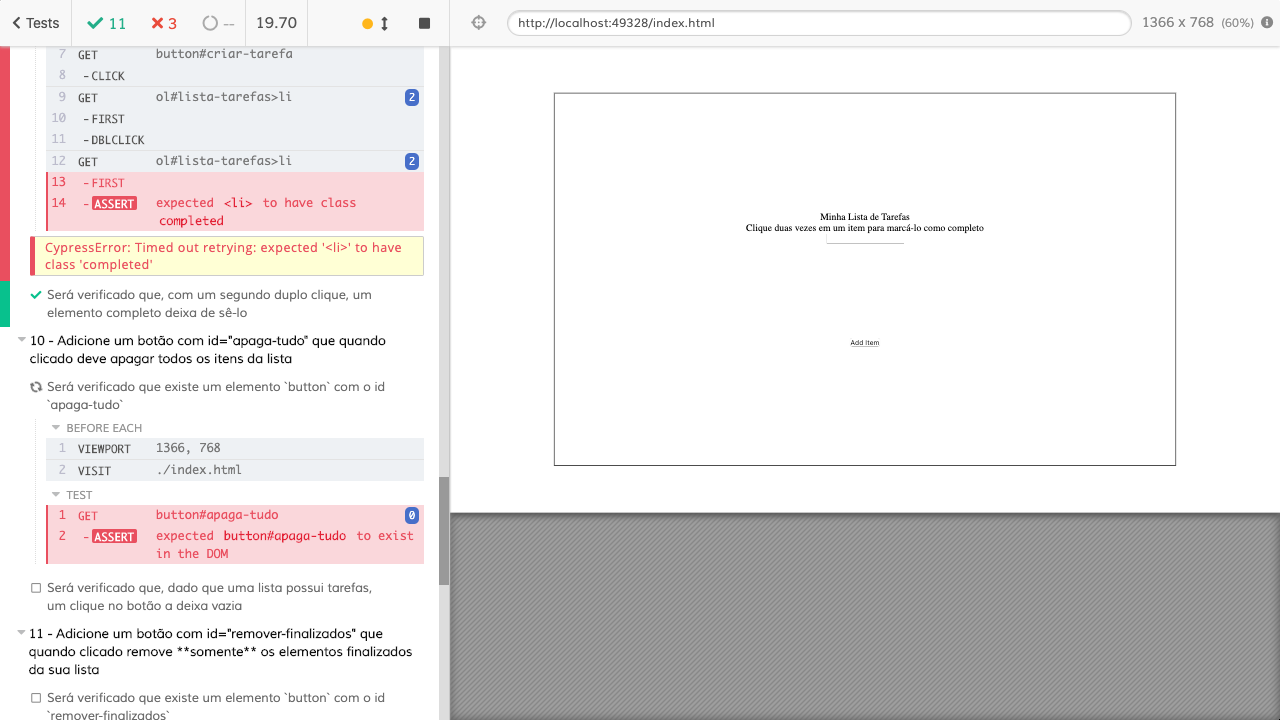 Tests 11 3 -- 19.70
http://localhost:49328/index.html 1366 x 768 (60%)
7 GET button#criar-tarefa
8 -CLICK
9 GET ol#lista-tarefas>li 2
10 -FIRST
11 -DBLCLICK
12 GET ol#lista-tarefas>li 2
13 -FIRST
14 -ASSERT expected <li> to have class
completed
CypressError: Timed out retrying: expected '<li>' to have
class 'completed'
Será verificado que, com um segundo duplo clique, um
elemento completo deixa de sê-lo
10 - Adicione um botão com id="apaga-tudo" que quando
clicado deve apagar todos os itens da lista
Será verificado que existe um elemento `button` com o id
`apaga-tudo`
BEFORE EACH
1 VIEWPORT 1366, 768
2 VISIT ./index.html
TEST
1 GET button#apaga-tudo 0
2 -ASSERT expected button#apaga-tudo to exist
in the DOM
Será verificado que, dado que uma lista possui tarefas,
um clique no botão a deixa vazia
11 - Adicione um botão com id="remover-finalizados" que
quando clicado remove **somente** os elementos finalizados
da sua lista
Será verificado que existe um elemento `button` com o id
`remover-finalizados`
Minha Lista de Tarefas
Clique duas vezes em um item para marcá-lo como completo
Add Item